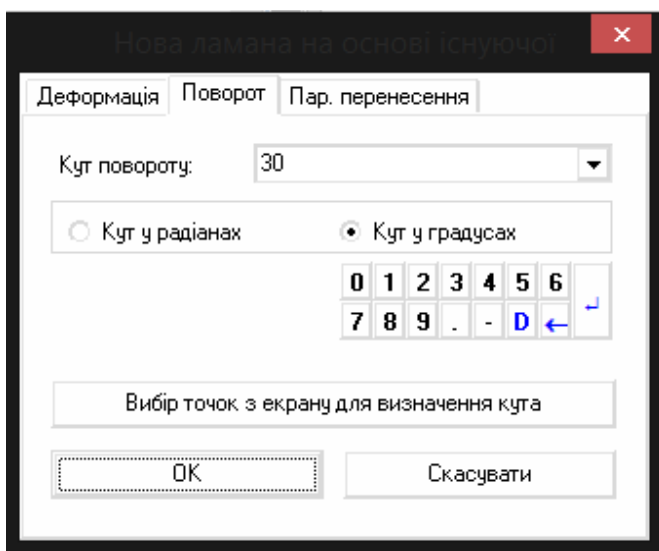 Нова ламана на основі існуючої
Деформація Поворот Пар. перенесення
Кут повороту: 30
Кут у радіанах Кут у градусах
0 1 2 3 4 5 6
7 8 9 . - D ←
Вибір точок з екрану для визначення кута
OK Скасувати